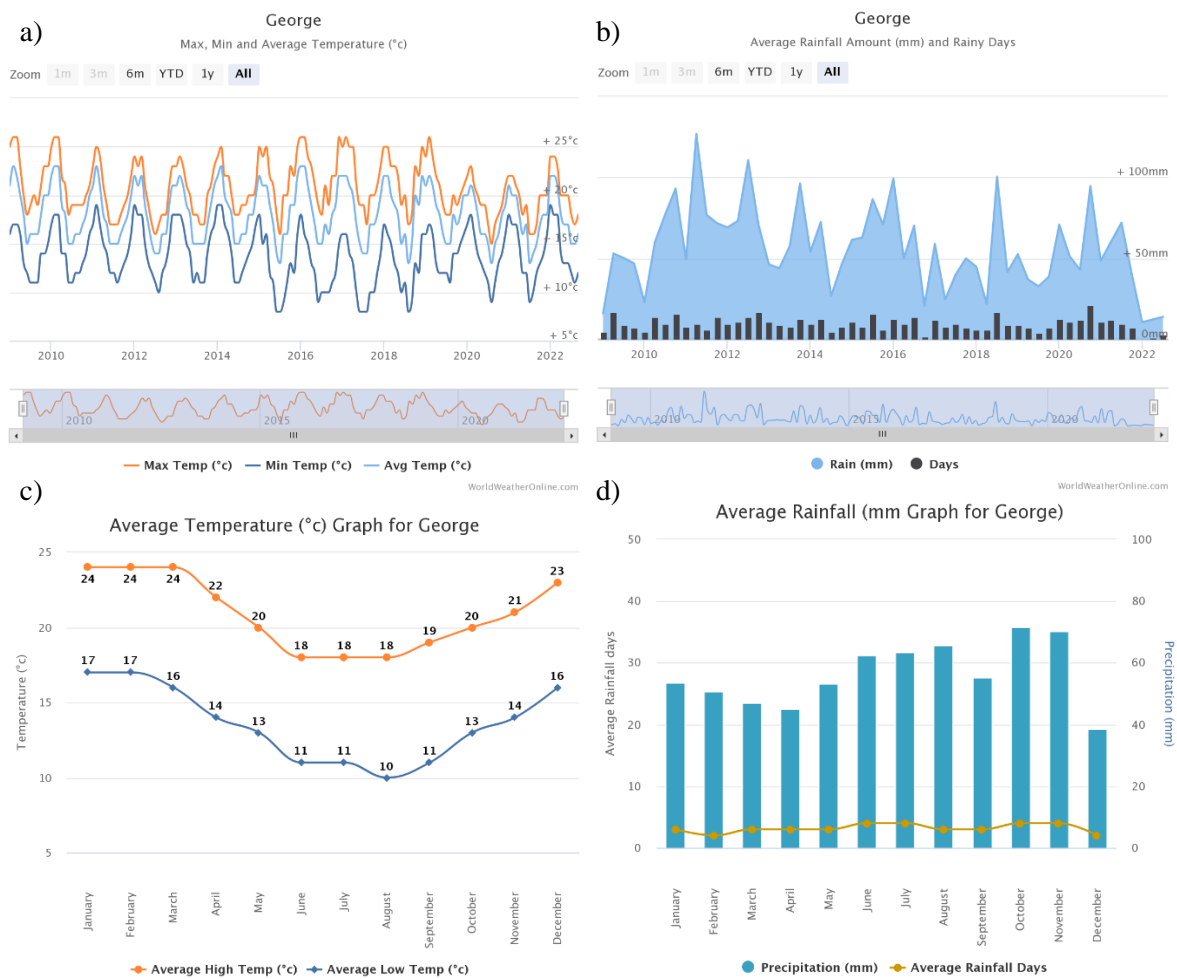 a)
George
Max, Min and Average Temperature (°c)
Zoom 1m 3m 6m YTD 1y All
+ 25°c
+ 20°c
+ 15°c
+ 10°c
+ 5°c
2010 2012 2014 2016 2018 2020 2022
2010 2015 2020
Max Temp (°c) Min Temp (°c) Avg Temp (°c)
WorldWeatherOnline.com
b)
George
Average Rainfall Amount (mm) and Rainy Days
Zoom 1m 3m 6m YTD 1y All
+ 100mm
+ 50mm
0mm
2010 2012 2014 2016 2018 2020 2022
2010 2015 2020
Rain (mm) Days
WorldWeatherOnline.com
c)
Average Temperature (°c) Graph for George
Temperature (°c)
25
20
15
10
5
24 24 24 22 20 18 18 18 19 20 21 23
17 17 16 14 13 11 11 10 11 13 14 16
January February March April May June July August September October November December
Average High Temp (°c) Average Low Temp (°c)
d)
Average Rainfall (mm Graph for George)
Average Rainfall days
50
40
30
20
10
0
100
80
60
40
20
0
Precipitation (mm)
January February March April May June July August September October November December
Precipitation (mm) Average Rainfall Days